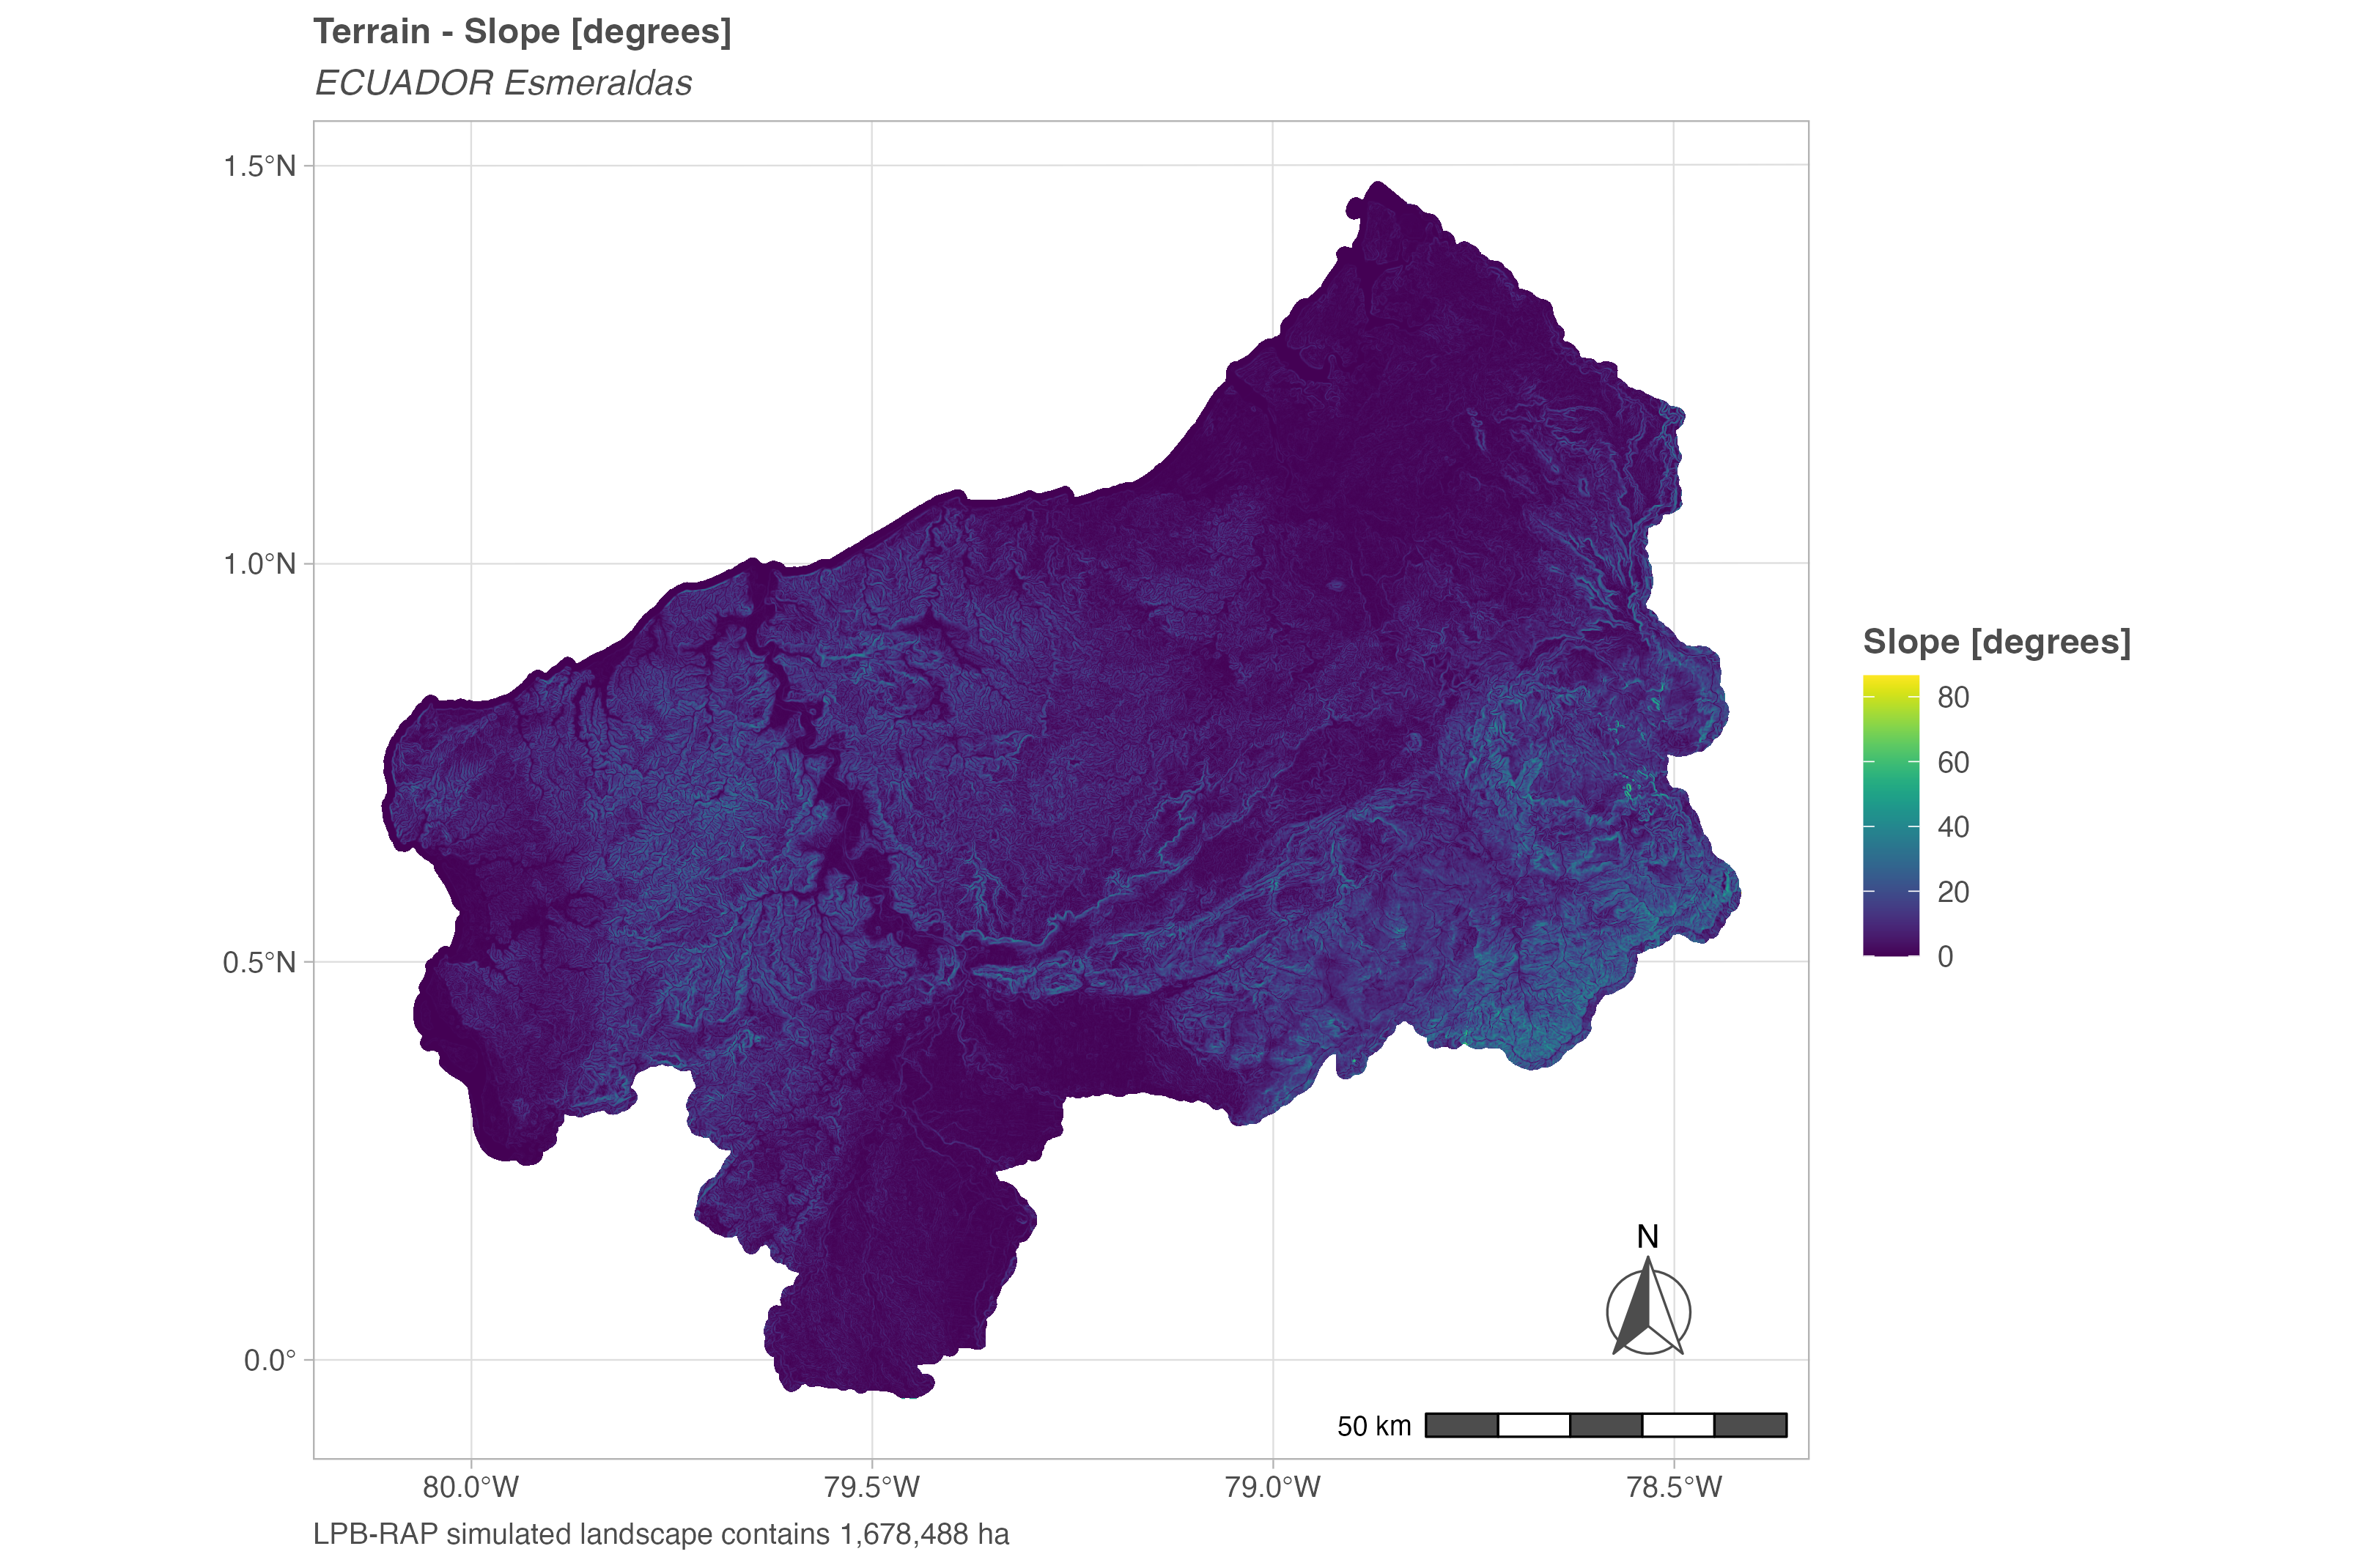 Terrain - Slope [degrees]
ECUADOR Esmeraldas
1.5°N
1.0°N
0.5°N
0.0°
80.0°W
79.5°W
79.0°W
78.5°W
N
50 km
Slope [degrees]
80
60
40
20
0
LPB-RAP simulated landscape contains 1,678,488 ha